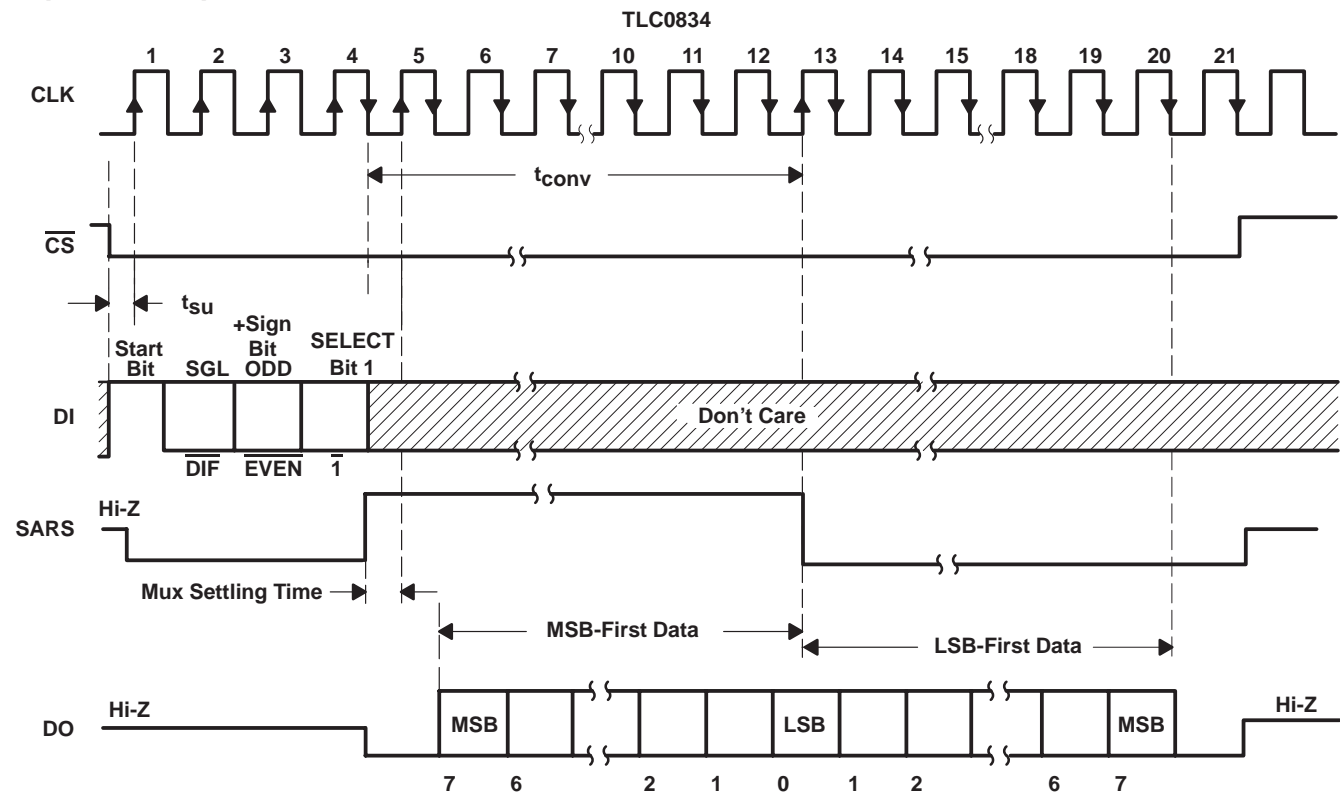 TLC0834
1 2 3 4 5 6 7 10 11 12 13 14 15 18 19 20 21
CLK
tconv
CS
tsu
+Sign
Bit
ODD
SELECT
Bit 1
Start
Bit
SGL
DI
Don't Care
DIF EVEN 1
Hi-Z
SARS
Mux Settling Time
MSB-First Data
LSB-First Data
Hi-Z
Hi-Z
DO
MSB LSB MSB
7 6 2 1 0 1 2 6 7